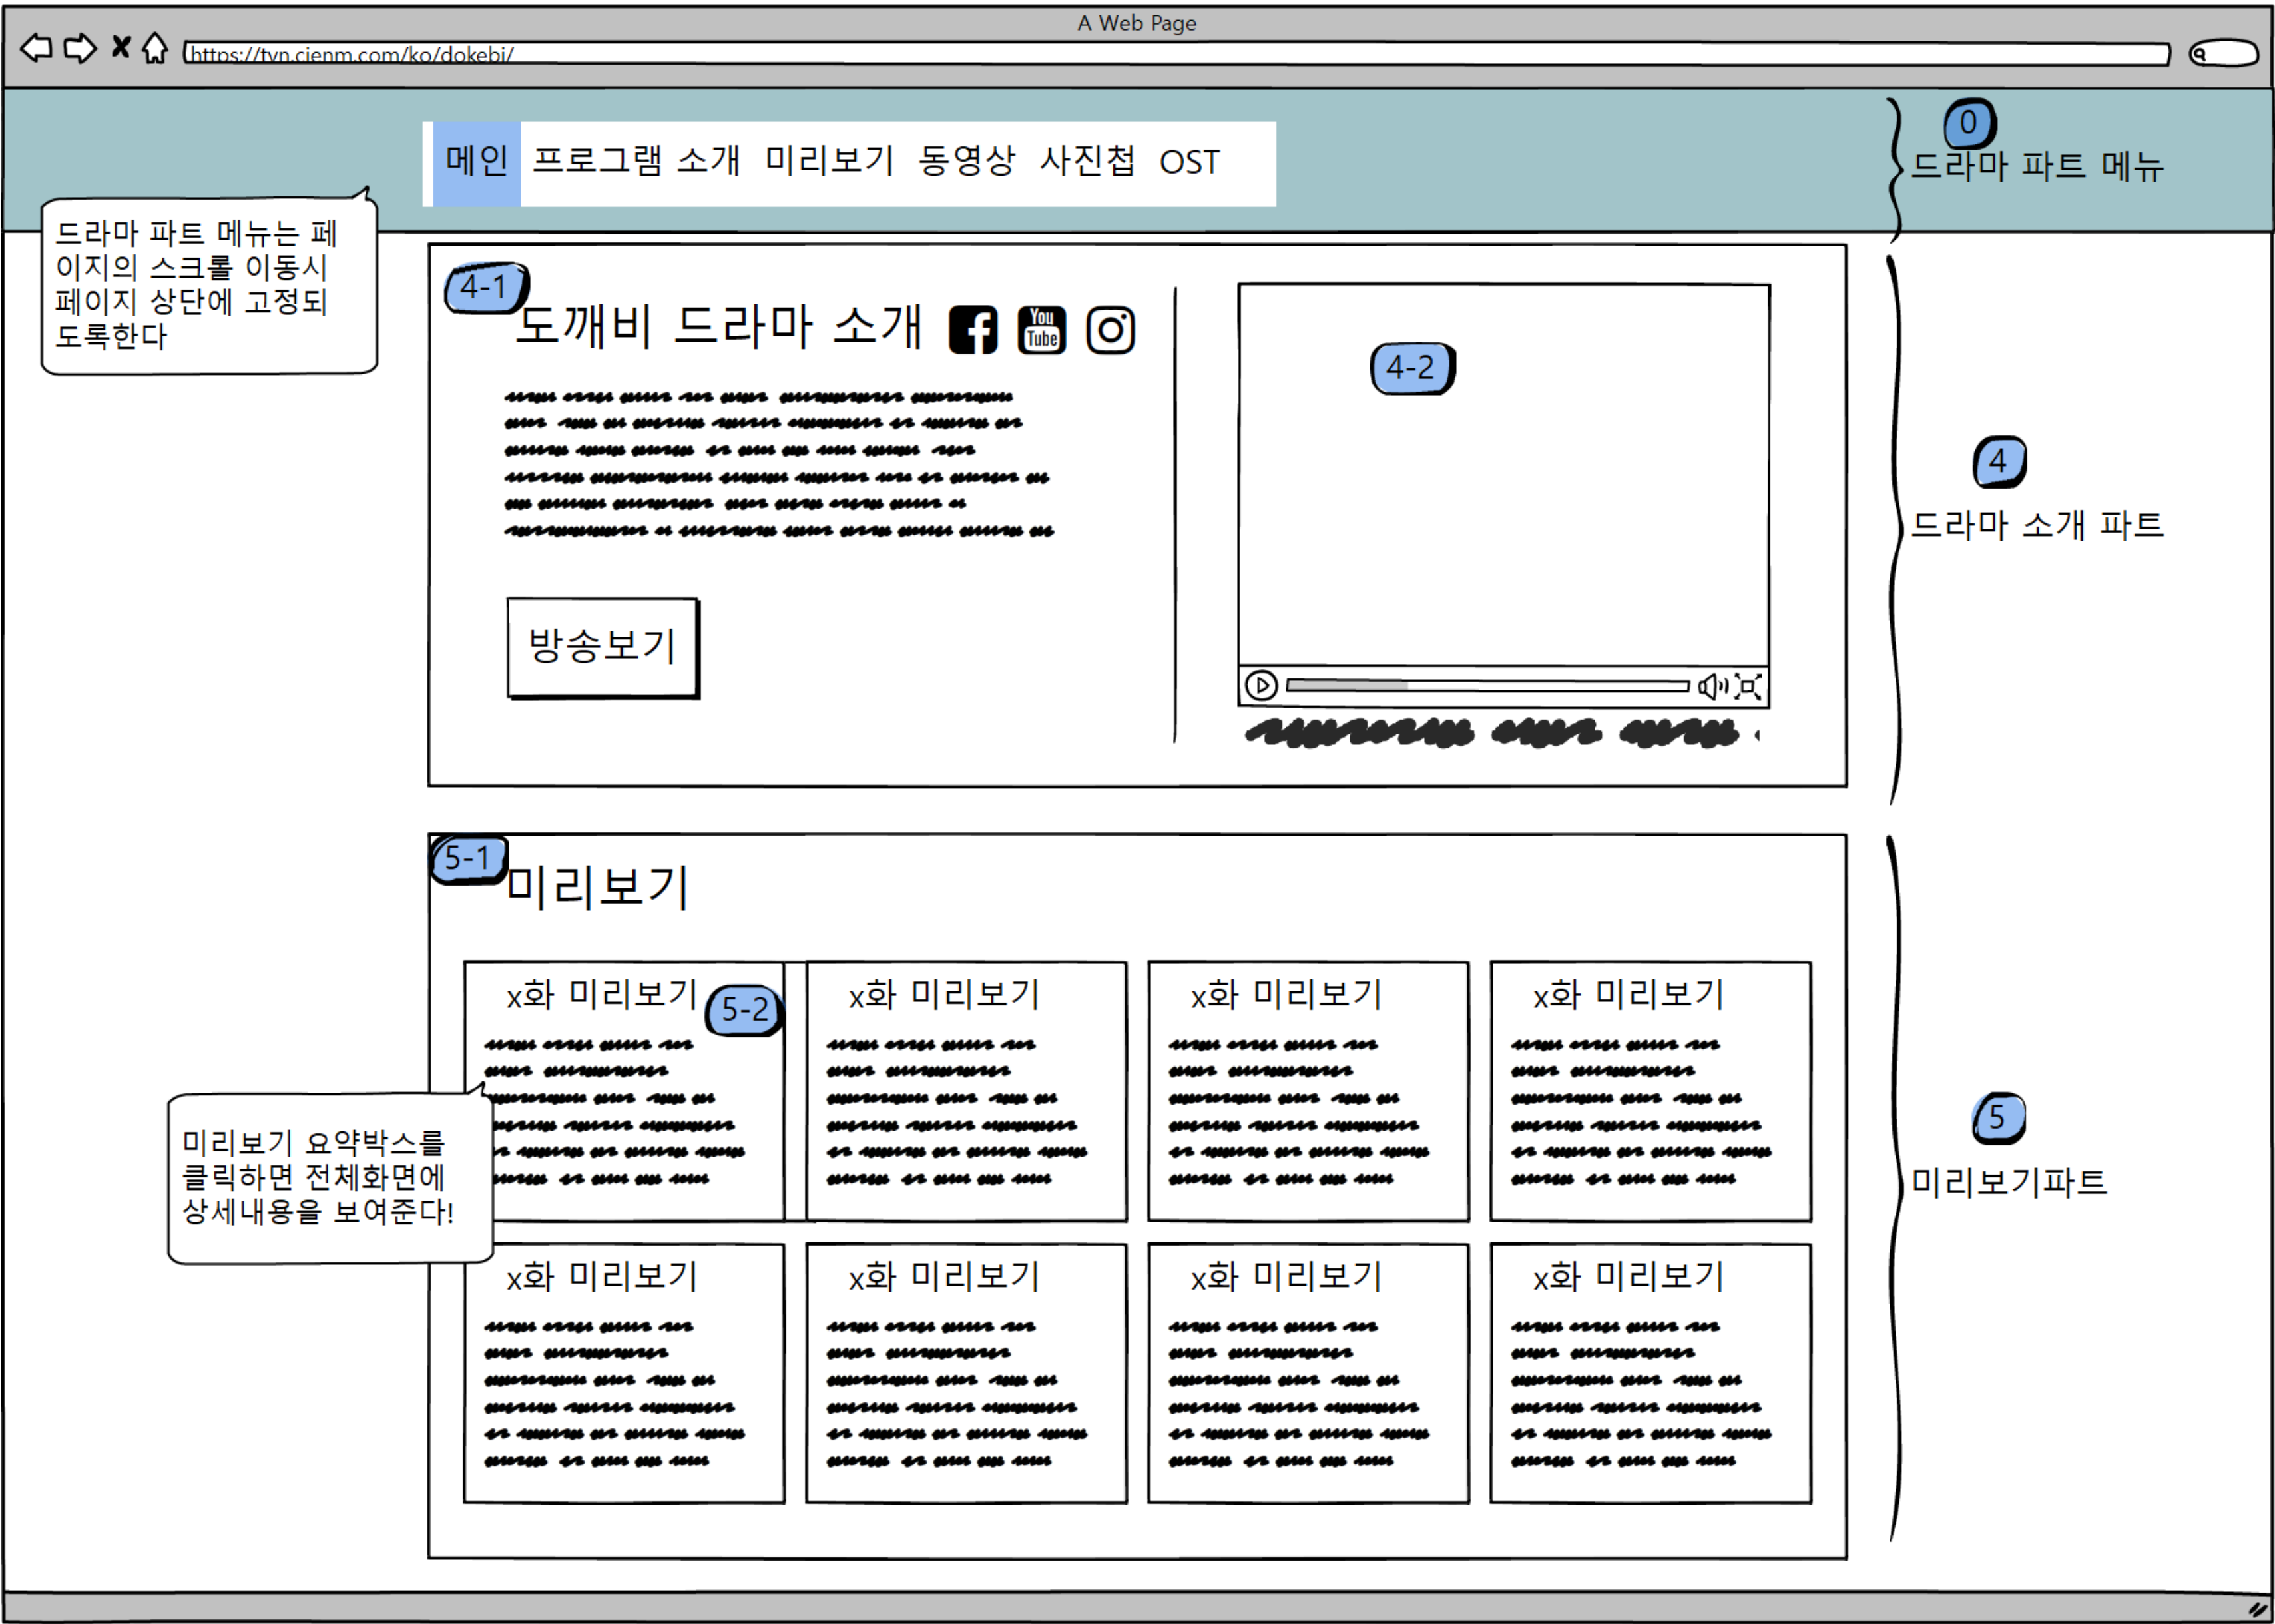 A Web Page
https://tvn.cjenm.com/ko/dokebi/
0
메인 프로그램 소개 미리보기 동영상 사진첩 OST
드라마 파트 메뉴
드라마 파트 메뉴는 페
이지의 스크롤 이동시
페이지 상단에 고정되
도록한다
4-1
도깨비 드라마 소개
You
Tube
4-2
4
드라마 소개 파트
방송보기
5-1
미리보기
x화 미리보기
5-2
x화 미리보기
x화 미리보기
x화 미리보기
미리보기 요약박스를
클릭하면 전체화면에
상세내용을 보여준다!
5
미리보기파트
x화 미리보기
x화 미리보기
x화 미리보기
x화 미리보기